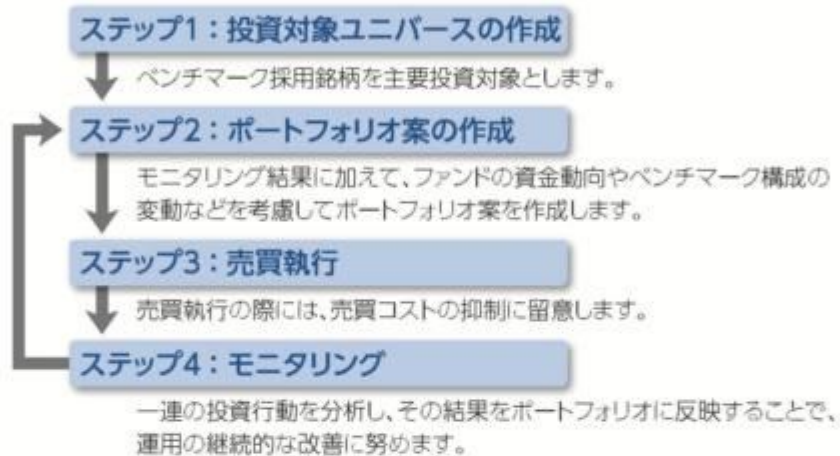 ステップ1：投資対象ユニバースの作成
ベンチマーク採用銘柄を主要投資対象とします。
ステップ2：ポートフォリオ案の作成
モニタリング結果に加えて、ファンドの資金動向やベンチマーク構成の
変動などを考慮してポートフォリオ案を作成します。
ステップ3：売買執行
売買執行の際には、売買コストの抑制に留意します。
ステップ4：モニタリング
一連の投資行動を分析し、その結果をポートフォリオに反映することで、
運用の継続的な改善に努めます。